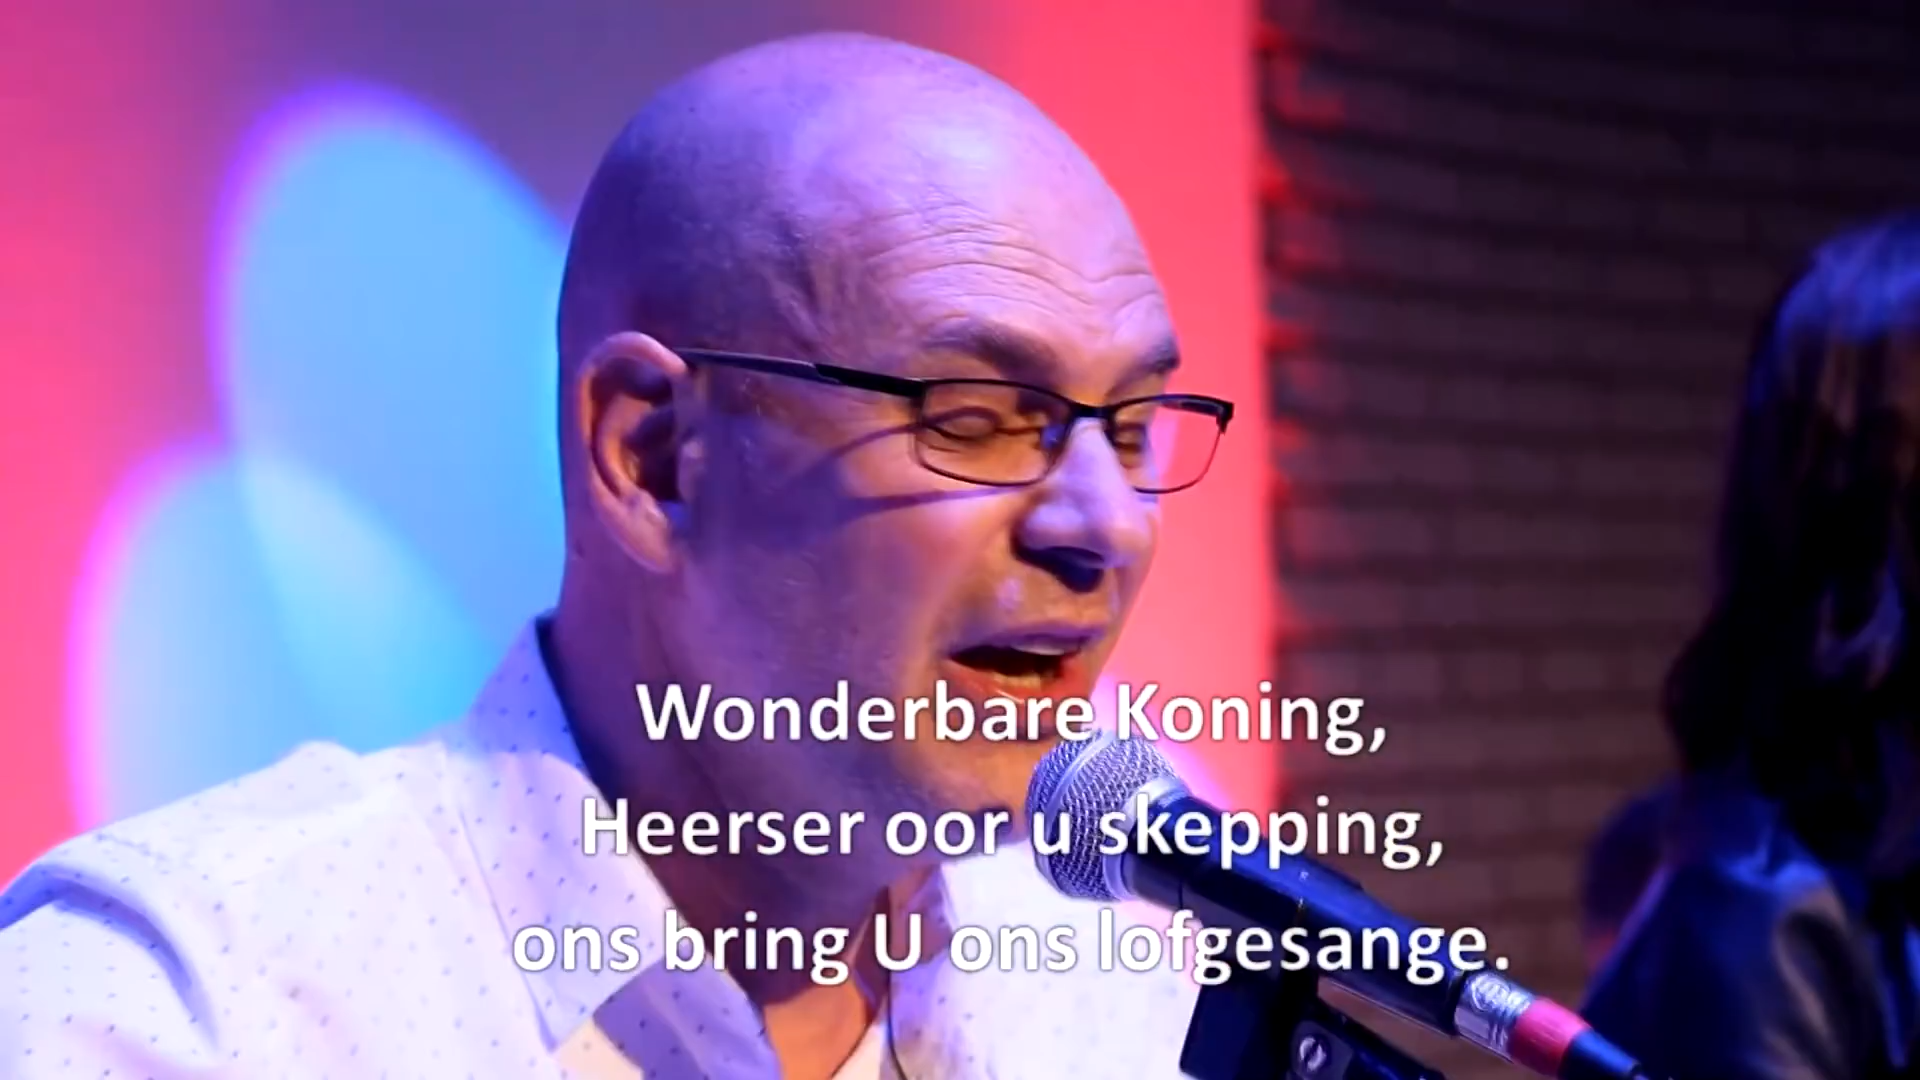 Wonderbare Koning,
Heerser oor u skepping,
ons bring U ons lofgesange.